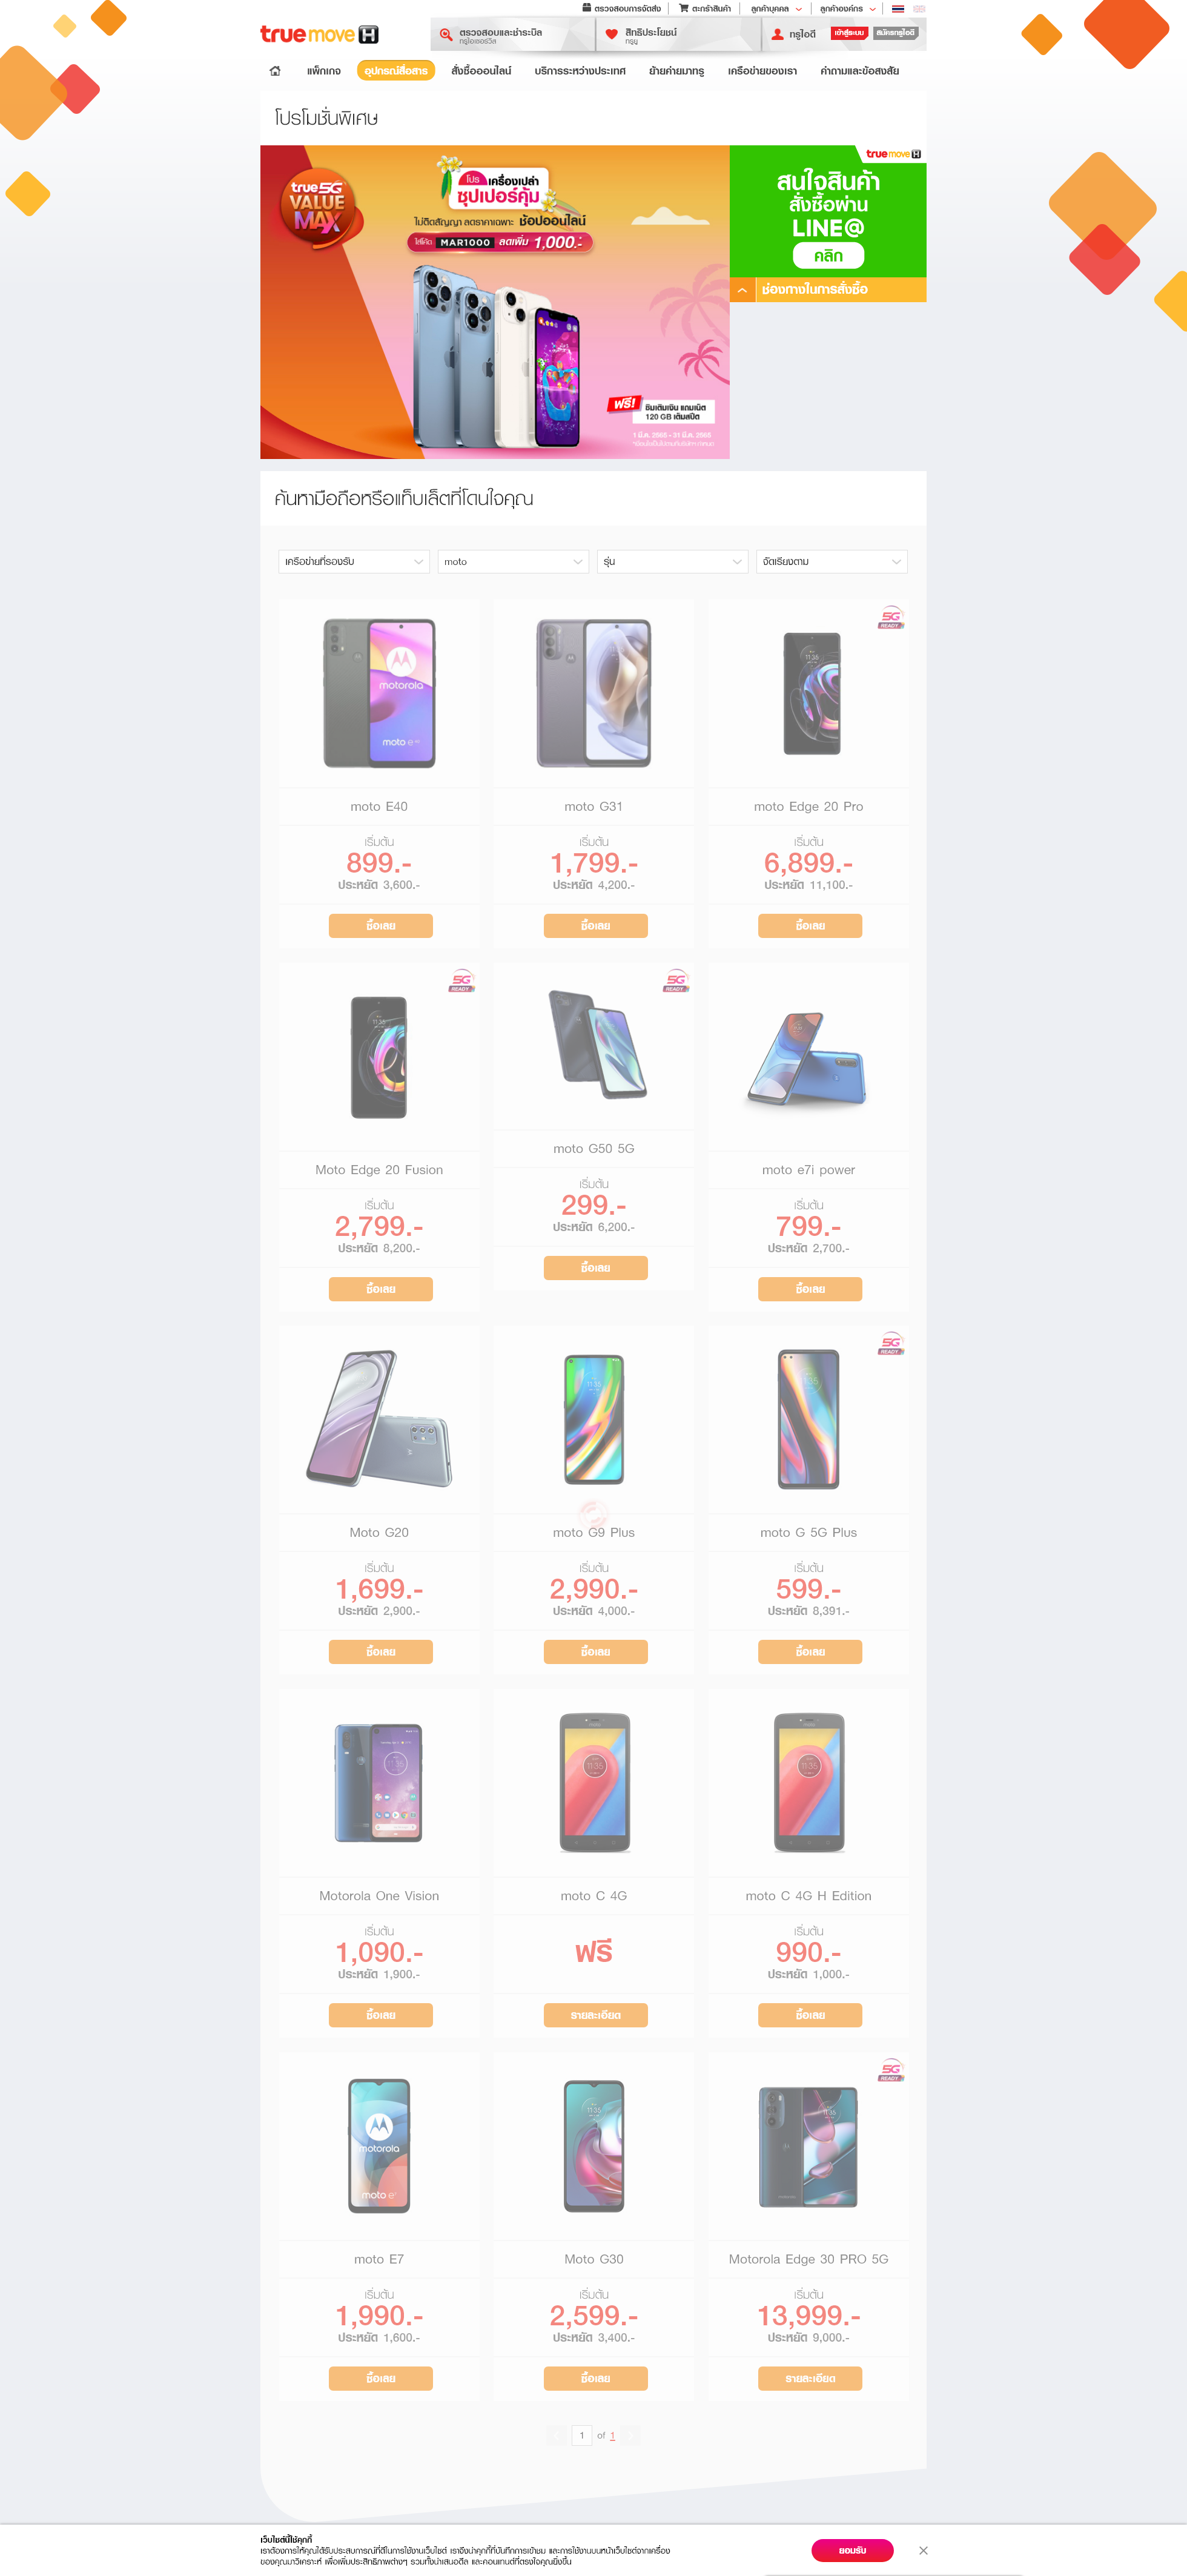 ตรวจสอบการจัดส่ง
ตะกร้าสินค้า
ลูกค้าบุคคล
ลูกค้าองค์กร
truemove H
ตรวจสอบและชำระบิล
ทรูไอเซอร์วิส
สิทธิประโยชน์
ทรูยู
ทรูไอดี
เข้าสู่ระบบ
สมัครทรูไอดี
แพ็กเกจ
อุปกรณ์สื่อสาร
สั่งซื้อออนไลน์
บริการระหว่างประเทศ
ย้ายค่ายมาทรู
เครือข่ายของเรา
คำถามและข้อสงสัย
โปรโมชั่นพิเศษ
true5G
VALUE
MAX
โปร เครื่องเปล่า
ซุปเปอร์คุ้ม
ไม่ติดสัญญา ลดราคาเฉพาะ ช้อปออนไลน์
ใส่โค้ด MAR1000 ลดเพิ่ม 1,000.-
ฟรี!
ซิมเติมเงิน แถมเน็ต
120 GB เต็มสปีด
1 มี.ค. 2565 - 31 มี.ค. 2565
truemove H
สนใจสินค้า
สั่งซื้อผ่าน
LINE@
คลิก
ช่องทางในการสั่งซื้อ
ค้นหามือถือหรือแท็บเล็ตที่โดนใจคุณ
เครือข่ายที่รองรับ
moto
รุ่น
จัดเรียงตาม
5G
READY
moto E40
moto G31
moto Edge 20 Pro
เริ่มต้น
899.-
ประหยัด 3,600.-
ซื้อเลย
เริ่มต้น
1,799.-
ประหยัด 4,200.-
ซื้อเลย
เริ่มต้น
6,899.-
ประหยัด 11,100.-
ซื้อเลย
5G
READY
Moto Edge 20 Fusion
เริ่มต้น
2,799.-
ประหยัด 8,200.-
ซื้อเลย
5G
READY
moto G50 5G
เริ่มต้น
299.-
ประหยัด 6,200.-
ซื้อเลย
moto e7i power
เริ่มต้น
799.-
ประหยัด 2,700.-
ซื้อเลย
Moto G20
เริ่มต้น
1,699.-
ประหยัด 2,900.-
ซื้อเลย
moto G9 Plus
เริ่มต้น
2,990.-
ประหยัด 4,000.-
ซื้อเลย
5G
READY
moto G 5G Plus
เริ่มต้น
599.-
ประหยัด 8,391.-
ซื้อเลย
Motorola One Vision
เริ่มต้น
1,090.-
ประหยัด 1,900.-
ซื้อเลย
moto C 4G
ฟรี
รายละเอียด
moto C 4G H Edition
เริ่มต้น
990.-
ประหยัด 1,000.-
ซื้อเลย
moto E7
เริ่มต้น
1,990.-
ประหยัด 1,600.-
ซื้อเลย
Moto G30
เริ่มต้น
2,599.-
ประหยัด 3,400.-
ซื้อเลย
5G
READY
Motorola Edge 30 PRO 5G
เริ่มต้น
13,999.-
ประหยัด 9,000.-
รายละเอียด
1 of 1
เว็บไซต์นี้ใช้คุกกี้
เราต้องการให้คุณได้รับประสบการณ์ที่ดีในการใช้งานเว็บไซต์ เราจึงนำคุกกี้ที่บันทึกการเข้าชม และการใช้งานบนหน้าเว็บไซต์จากเครื่อง
ของคุณมาวิเคราะห์ เพื่อเพิ่มประสิทธิภาพต่างๆ รวมทั้งนำเสนอดีล และคอนเทนต์ที่ตรงใจคุณยิ่งขึ้น
ยอมรับ